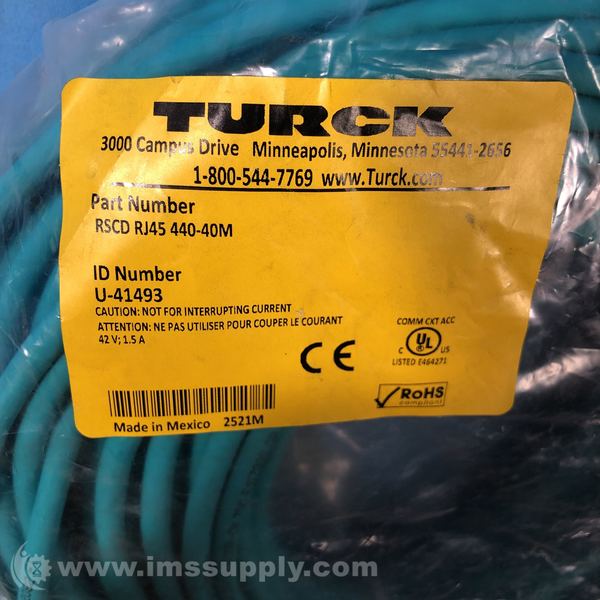 TURCK
3000 Campus Drive Minneapolis, Minnesota 55441-2656
1-800-544-7769 www.Turck.com
Part Number
RSCD RJ45 440-40M
ID Number
U-41493
CAUTION: NOT FOR INTERRUPTING CURRENT
ATTENTION: NE PAS UTILISER POUR COUPER LE COURANT
42 V; 1.5 A
CE
COMM CKT ACC
C UL US
LISTED E464271
RoHS
compliant
Made in Mexico 2521M
www.imssupply.com